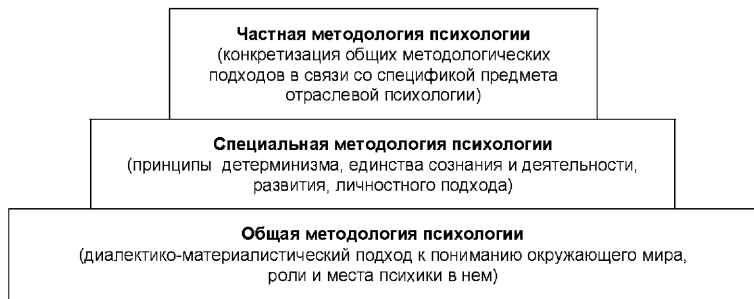 Частная методология психологии
(конкретизация общих методологических
подходов в связи со спецификой предмета
отраслевой психологии)
Специальная методология психологии
(принципы детерминизма, единства сознания и деятельности,
развития, личностного подхода)
Общая методология психологии
(диалектико-материалистический подход к пониманию окружающего мира,
роли и места психики в нем)